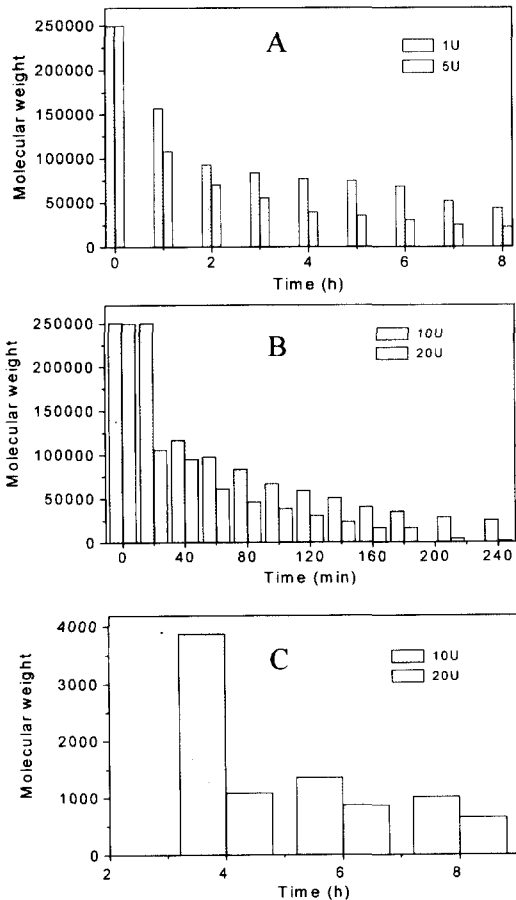 A
1U
5U
250000
200000
150000
100000
50000
0
Molecular weight
0 2 4 6 8
Time (h)
B
10U
20U
250000
200000
150000
100000
50000
0
Molecular weight
0 40 80 120 160 200 240
Time (min)
C
10U
20U
4000
3000
2000
1000
0
Molecular weight
2 4 6 8
Time (h)